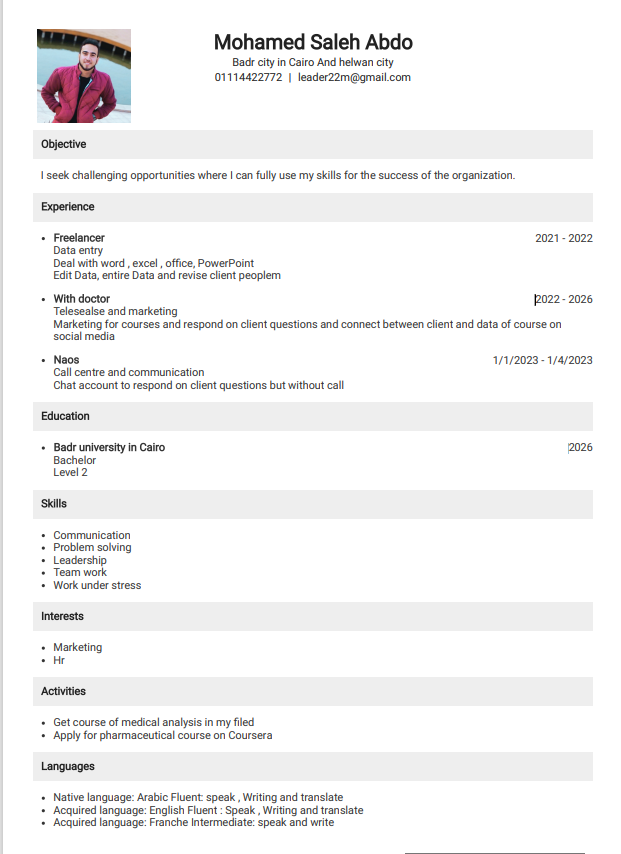 Mohamed Saleh Abdo
Badr city in Cairo And helwan city
01114422772 | leader22m@gmail.com
Objective
I seek challenging opportunities where I can fully use my skills for the success of the organization.
Experience
• Freelancer 2021 - 2022
Data entry
Deal with word , excel , office, PowerPoint
Edit Data, entire Data and revise client peoplem
• With doctor 2022 - 2026
Telesealse and marketing
Marketing for courses and respond on client questions and connect between client and data of course on
social media
• Naos 1/1/2023 - 1/4/2023
Call centre and communication
Chat account to respond on client questions but without call
Education
• Badr university in Cairo 2026
Bachelor
Level 2
Skills
• Communication
• Problem solving
• Leadership
• Team work
• Work under stress
Interests
• Marketing
• Hr
Activities
• Get course of medical analysis in my filed
• Apply for pharmaceutical course on Coursera
Languages
• Native language: Arabic Fluent: speak , Writing and translate
• Acquired language: English Fluent : Speak , Writing and translate
• Acquired language: Franche Intermediate: speak and write